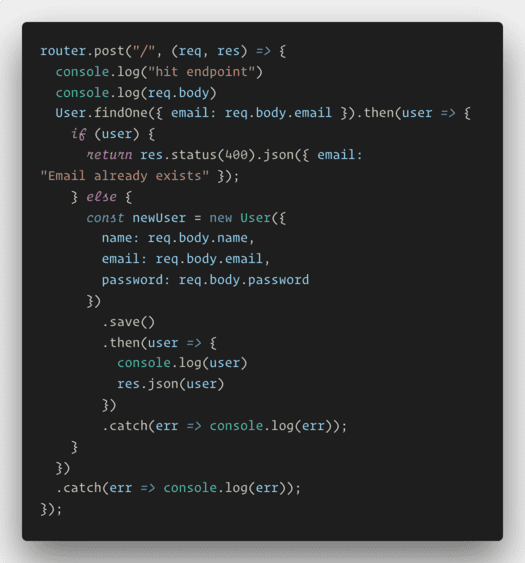 router.post("/", (req, res) => {
  console.log("hit endpoint")
  console.log(req.body)
  User.findOne({ email: req.body.email }).then(user => {
    if (user) {
      return res.status(400).json({ email:
"Email already exists" });
    } else {
      const newUser = new User({
        name: req.body.name,
        email: req.body.email,
        password: req.body.password
      })
        .save()
        .then(user => {
          console.log(user)
          res.json(user)
        })
        .catch(err => console.log(err));
    }
  })
  .catch(err => console.log(err));
});